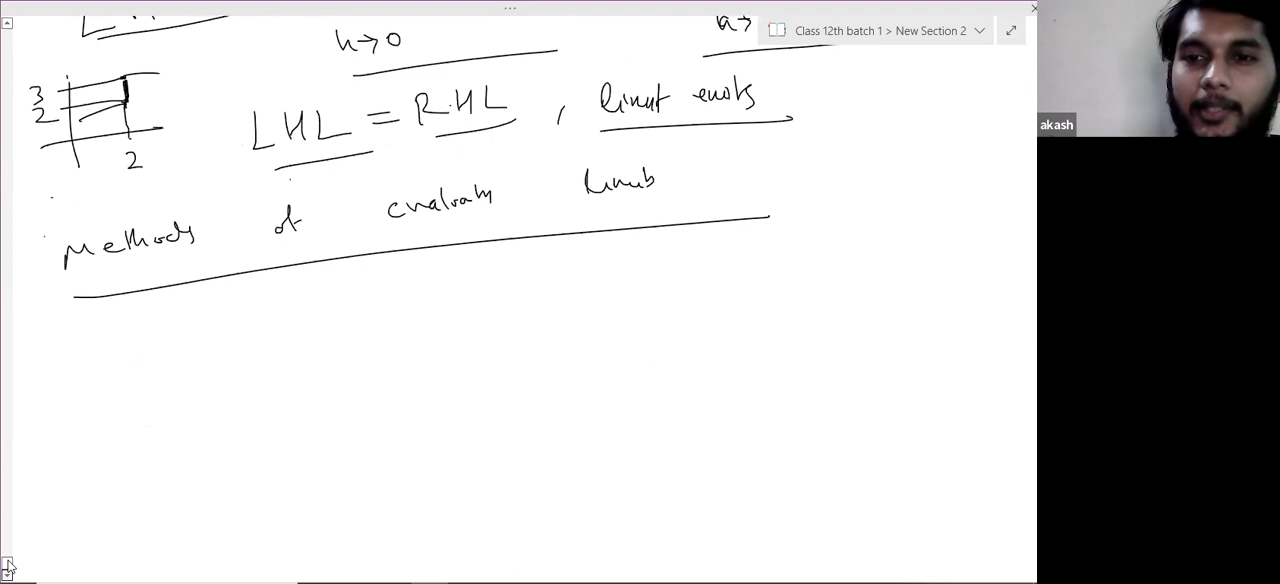 h→0
Class 12th batch 1 > New Section 2
3
2
2
LHL = RHL , limit exists
akash
Methods of evaluating limits